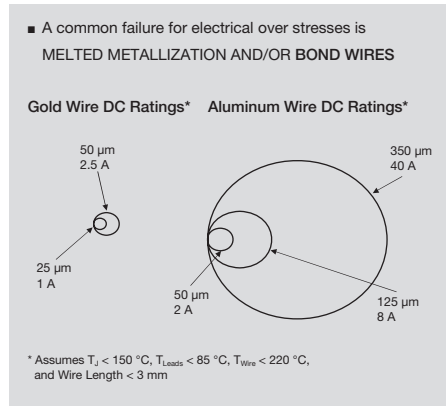 ■ A common failure for electrical over stresses is
MELTED METALLIZATION AND/OR BOND WIRES
Gold Wire DC Ratings*
50 µm
2.5 A
25 µm
1 A
Aluminum Wire DC Ratings*
350 µm
40 A
50 µm
2 A
125 µm
8 A
* Assumes TJ < 150 °C, TLeads < 85 °C, TWire < 220 °C,
and Wire Length < 3 mm